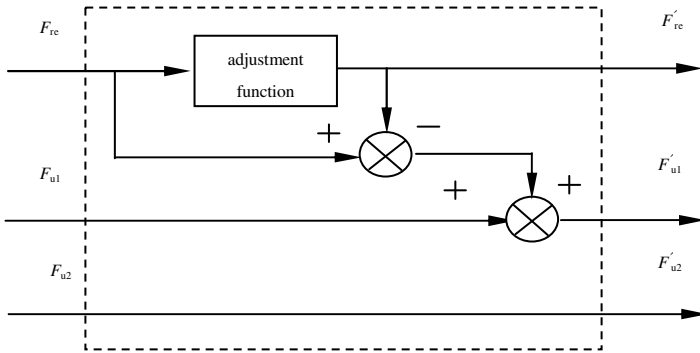 F_re
F´_re
adjustment
function
+
−
F_u1
F´_u1
+
+
F_u2
F´_u2